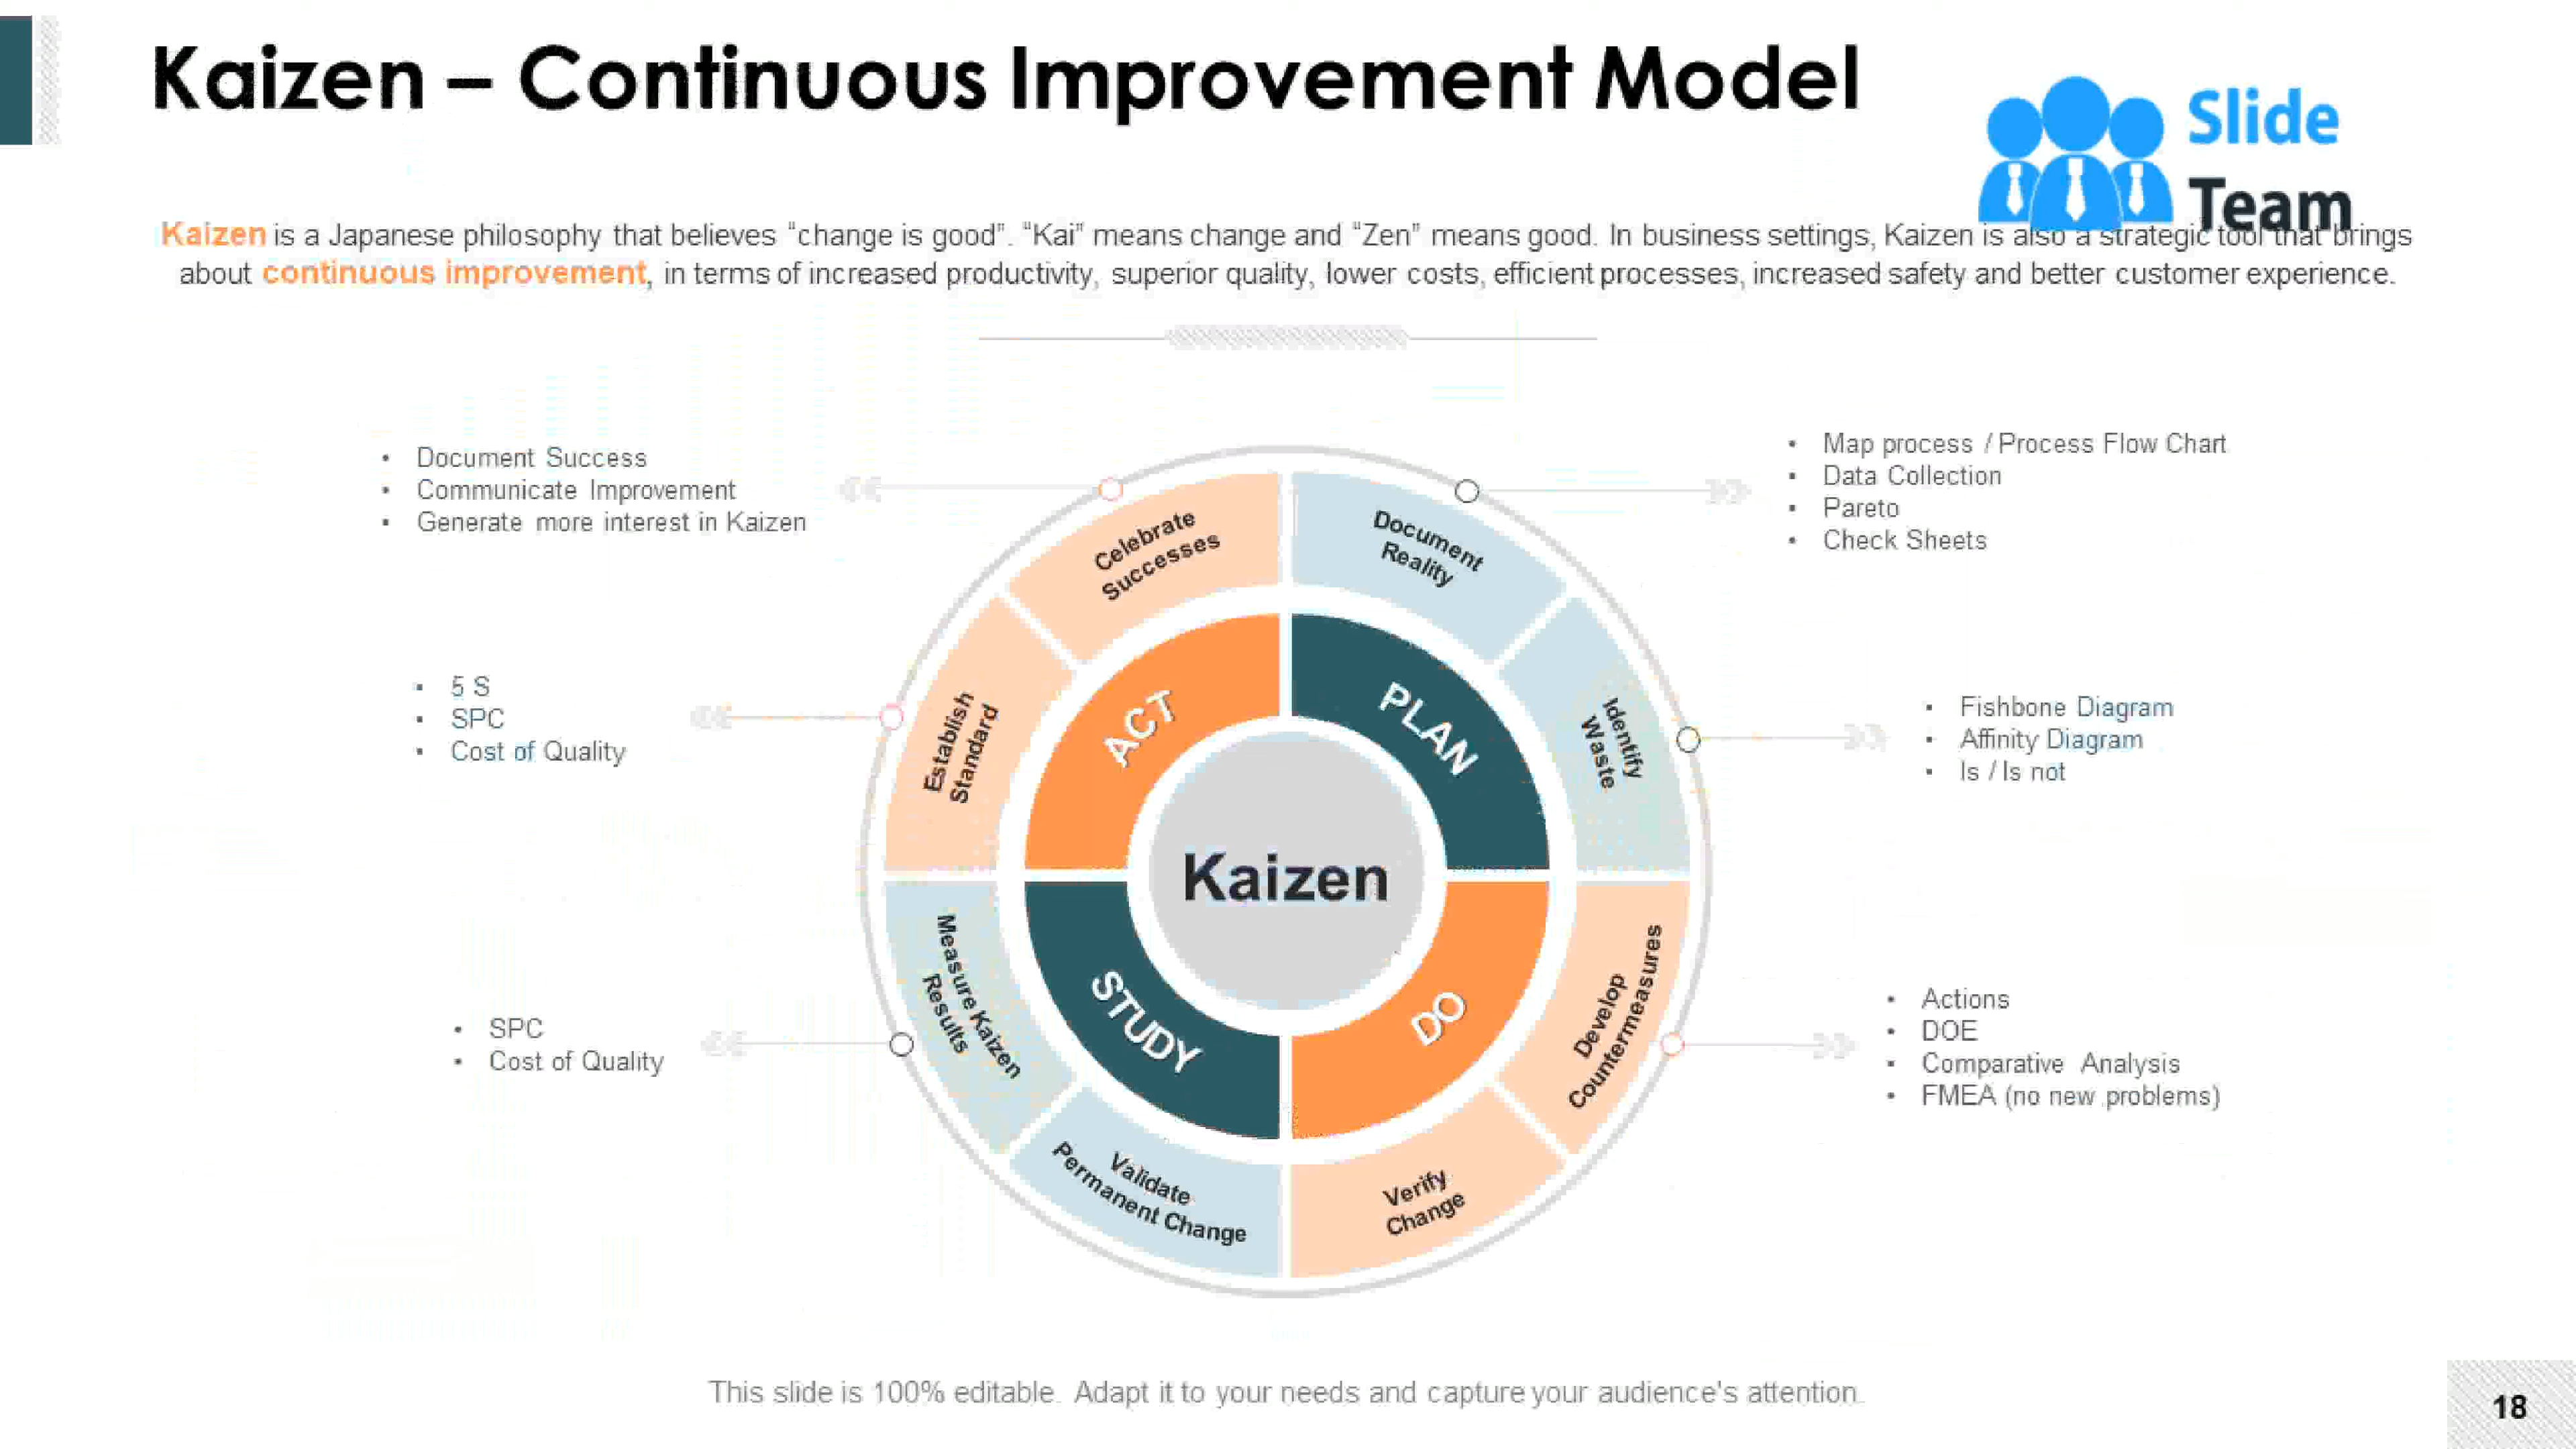 Kaizen – Continuous Improvement Model
Slide
Team
Kaizen is a Japanese philosophy that believes “change is good”. “Kai” means change and “Zen” means good. In business settings, Kaizen is also a strategic tool that brings
about continuous improvement, in terms of increased productivity, superior quality, lower costs, efficient processes, increased safety and better customer experience.
▪ Document Success
▪ Communicate Improvement
▪ Generate more interest in Kaizen
▪ 5 S
▪ SPC
▪ Cost of Quality
▪ SPC
▪ Cost of Quality
Celebrate
Successes
Document
Reality
Establish
Standard
Identify
Waste
ACT
PLAN
Kaizen
STUDY
DO
Measure Kaizen
Results
Develop
Countermeasures
Validate
Permanent Change
Verify
Change
▪ Map process / Process Flow Chart
▪ Data Collection
▪ Pareto
▪ Check Sheets
▪ Fishbone Diagram
▪ Affinity Diagram
▪ Is / Is not
▪ Actions
▪ DOE
▪ Comparative Analysis
▪ FMEA (no new problems)
This slide is 100% editable. Adapt it to your needs and capture your audience's attention.
18